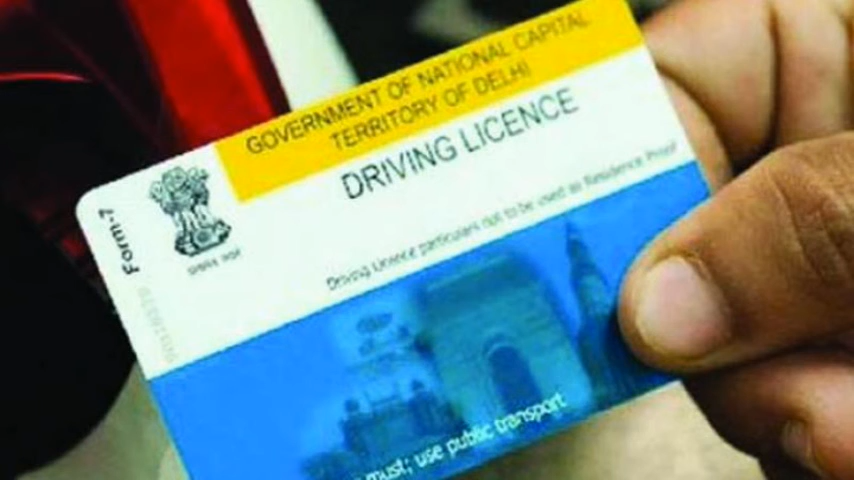 GOVERNMENT OF NATIONAL CAPITAL
TERRITORY OF DELHI
DRIVING LICENCE
Form-7
Driving Licence particulars not to be used as Residence Proof
must; use public transport